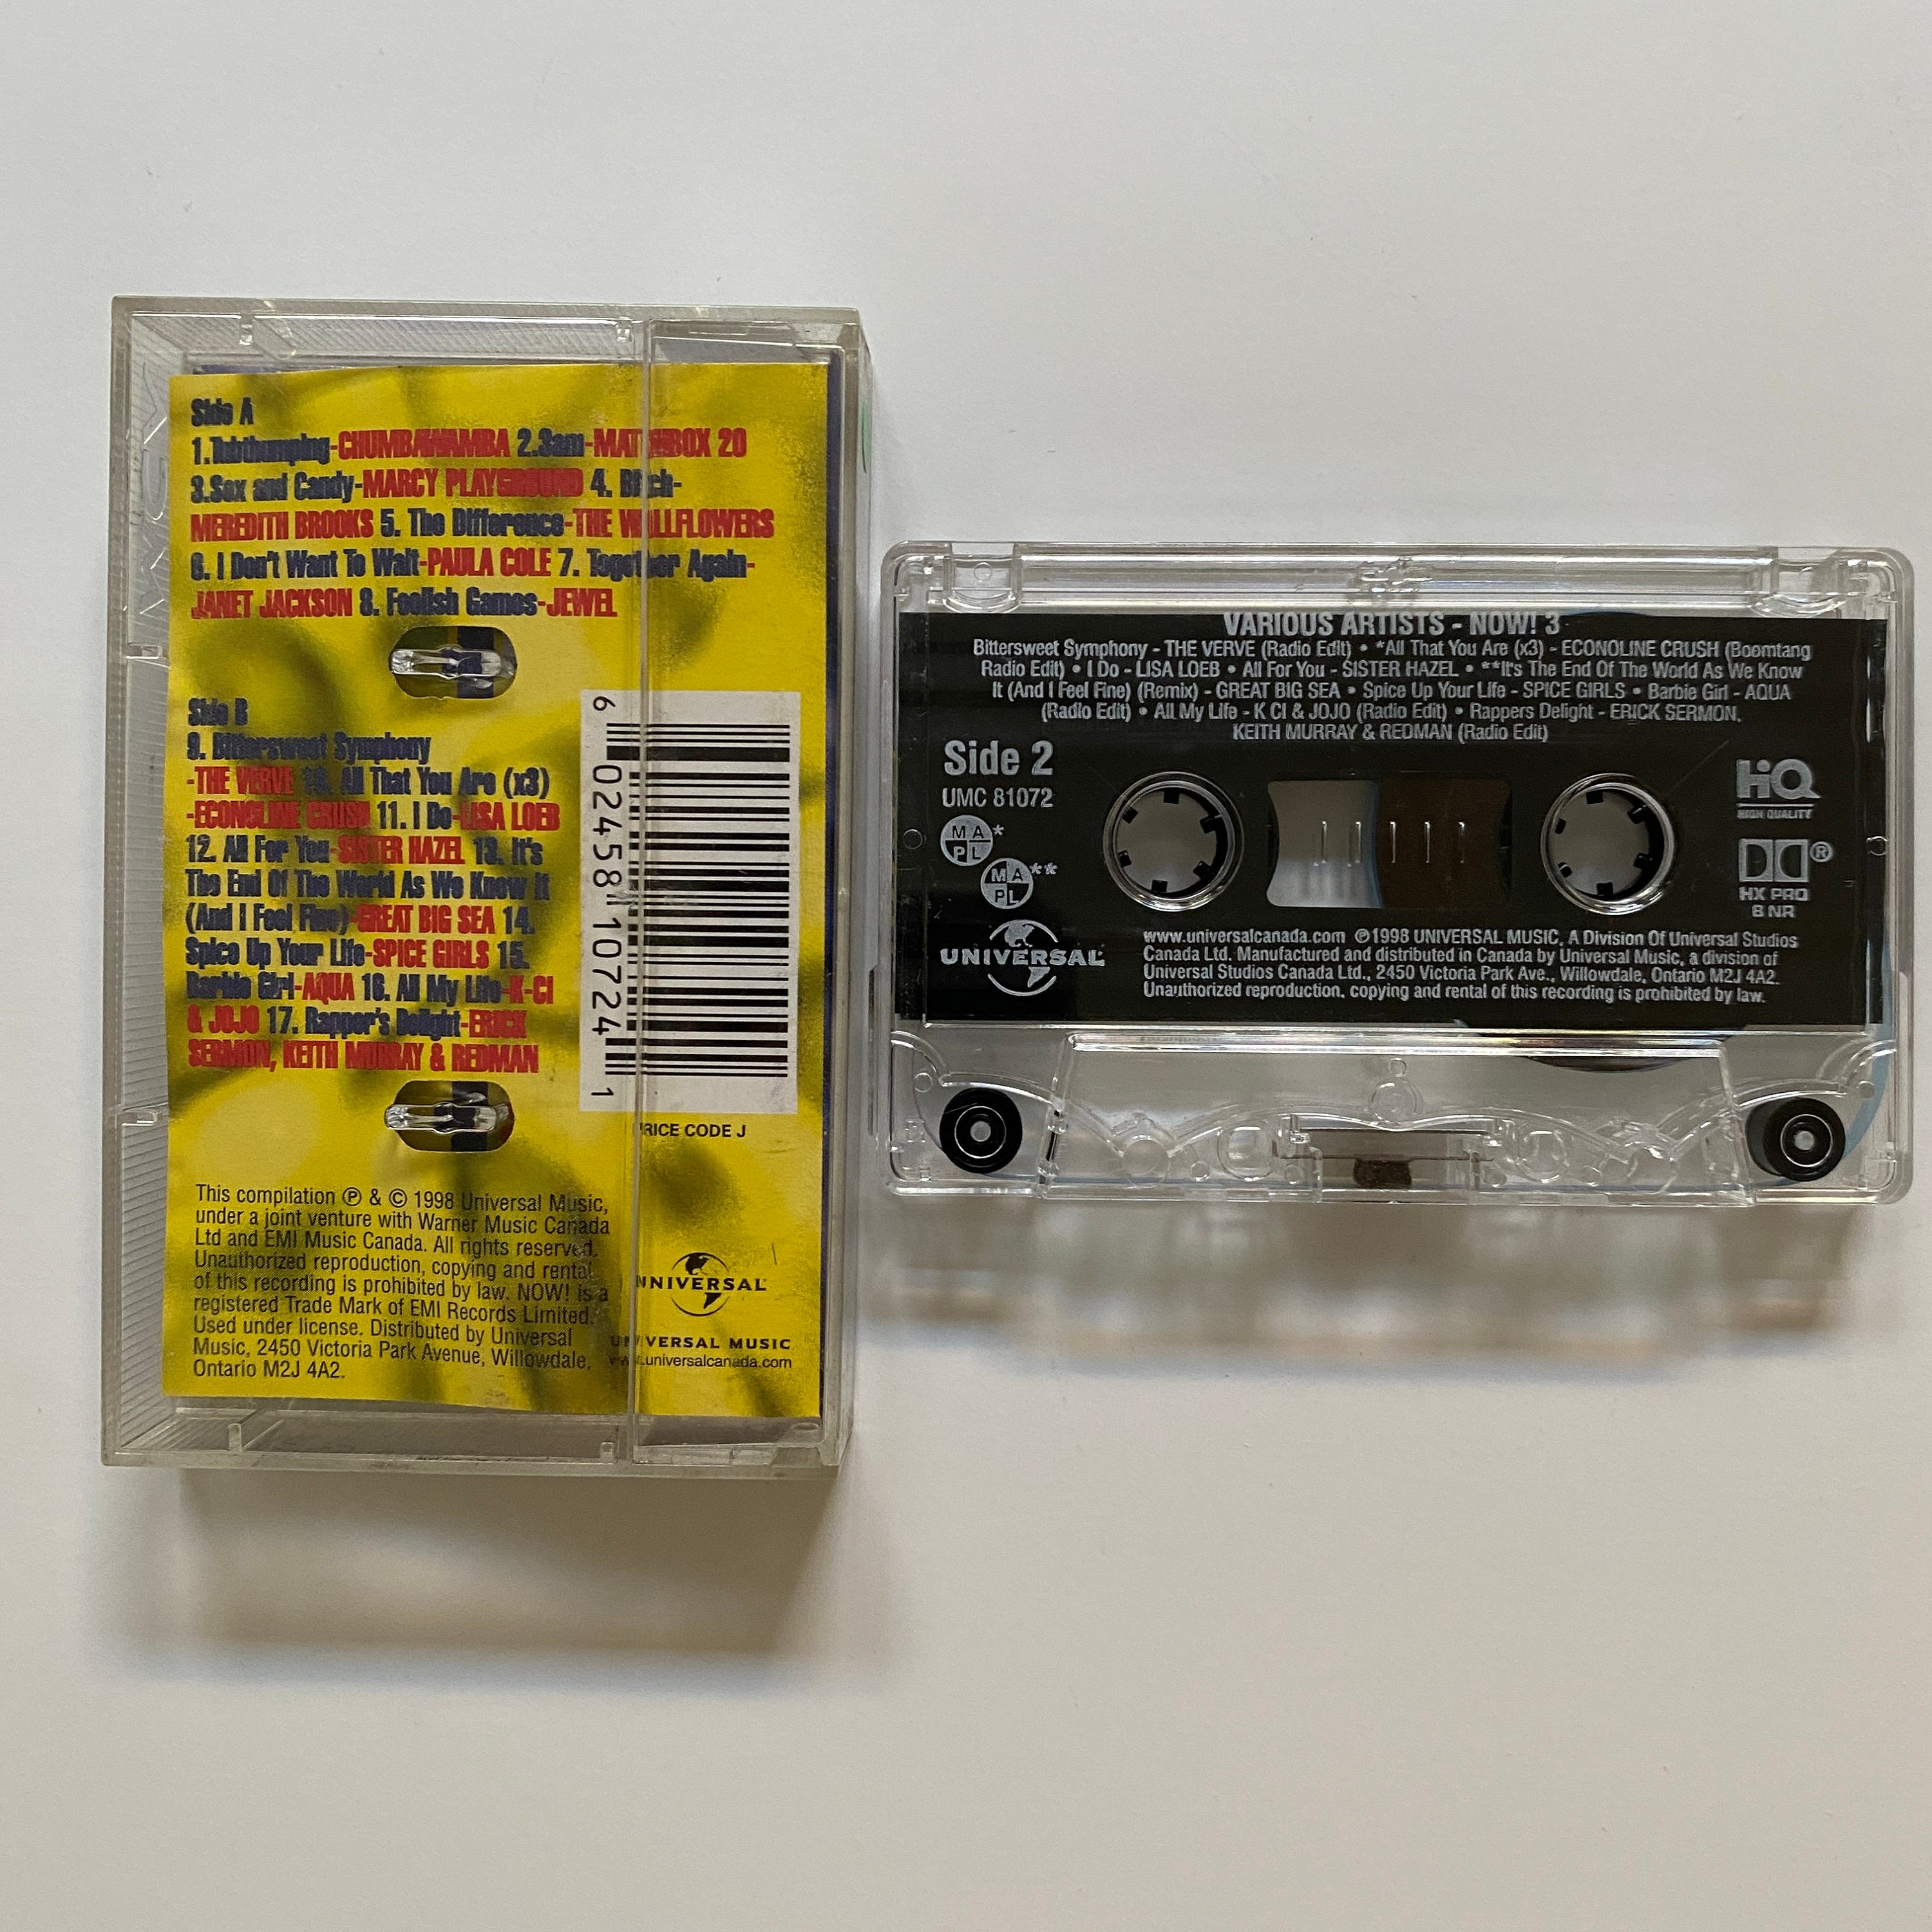 Side A
1.Tubthumping-CHUMBAWAMBA 2.3am-MATCHBOX 20
3.Sex and Candy-MARCY PLAYGROUND 4. Bitch-
MEREDITH BROOKS 5. The Difference-THE WALLFLOWERS
6. I Don't Want To Wait-PAULA COLE 7. Together Again-
JANET JACKSON 8. Foolish Games-JEWEL
Side B
9. Bittersweet Symphony
-THE VERVE 10. All That You Are (x3)
-ECONOLINE CRUSH 11. I Do-LISA LOEB
12. All For You-SISTER HAZEL 13. It's
The End Of The World As We Know It
(And I Feel Fine)-GREAT BIG SEA 14.
Spice Up Your Life-SPICE GIRLS 15.
Barbie Girl-AQUA 16. All My Life-K-CI
& JOJO 17. Rapper's Delight-ERICK
SERMON, KEITH MURRAY & REDMAN
6 02458 10724 1
PRICE CODE J
This compilation ℗ & © 1998 Universal Music,
under a joint venture with Warner Music Canada
Ltd and EMI Music Canada. All rights reserved.
Unauthorized reproduction, copying and rental
of this recording is prohibited by law. NOW! is a
registered Trade Mark of EMI Records Limited.
Used under license. Distributed by Universal
Music, 2450 Victoria Park Avenue, Willowdale,
Ontario M2J 4A2.
UNIVERSAL
UNIVERSAL MUSIC
www.universalcanada.com
VARIOUS ARTISTS - NOW! 3
Bittersweet Symphony - THE VERVE (Radio Edit) • *All That You Are (x3) - ECONOLINE CRUSH (Boomtang
Radio Edit) • I Do - LISA LOEB • All For You - SISTER HAZEL • **It's The End Of The World As We Know
It (And I Feel Fine) (Remix) - GREAT BIG SEA • Spice Up Your Life - SPICE GIRLS • Barbie Girl - AQUA
(Radio Edit) • All My Life - K CI & JOJO (Radio Edit) • Rappers Delight - ERICK SERMON,
KEITH MURRAY & REDMAN (Radio Edit)
Side 2
UMC 81072
MAPL*
MAPL**
UNIVERSAL
HiQ
HIGH QUALITY
®
HX PRO
B NR
www.universalcanada.com ℗1998 UNIVERSAL MUSIC, A Division Of Universal Studios
Canada Ltd. Manufactured and distributed in Canada by Universal Music, a division of
Universal Studios Canada Ltd., 2450 Victoria Park Ave., Willowdale, Ontario M2J 4A2.
Unauthorized reproduction, copying and rental of this recording is prohibited by law.